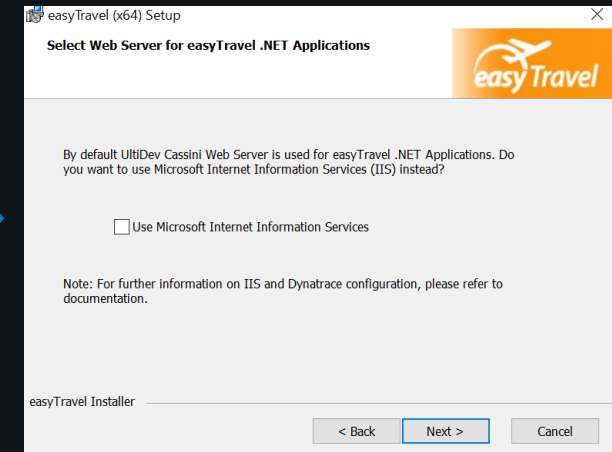 easyTravel (x64) Setup
Select Web Server for easyTravel .NET Applications
easyTravel
By default UltiDev Cassini Web Server is used for easyTravel .NET Applications. Do
you want to use Microsoft Internet Information Services (IIS) instead?
Use Microsoft Internet Information Services
Note: For further information on IIS and Dynatrace configuration, please refer to
documentation.
easyTravel Installer
< Back
Next >
Cancel